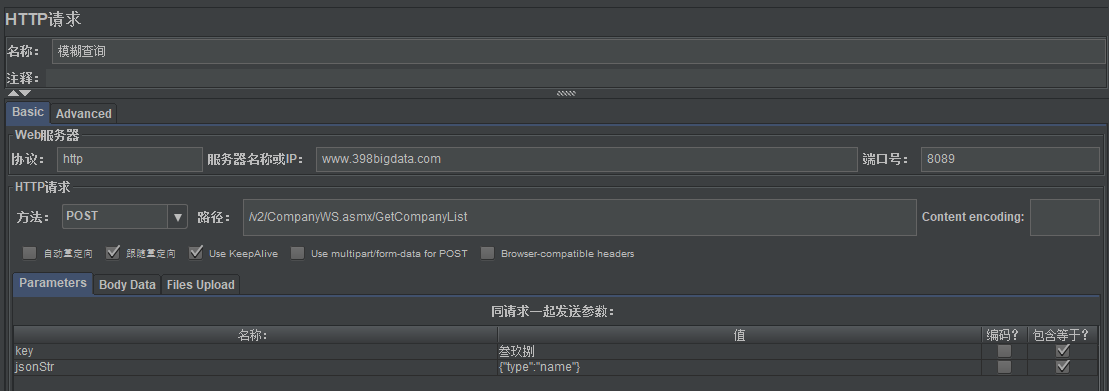 HTTP请求
名称： 模糊查询
注释：
Basic Advanced
Web服务器
协议： http 服务器名称或IP： www.398bigdata.com 端口号： 8089
HTTP请求
方法： POST 路径： /v2/CompanyWS.asmx/GetCompanyList Content encoding:
自动重定向 跟随重定向 Use KeepAlive Use multipart/form-data for POST Browser-compatible headers
Parameters Body Data Files Upload
同请求一起发送参数：
名称： 值 编码？ 包含等于？
key 叁玖捌
jsonStr {"type":"name"}